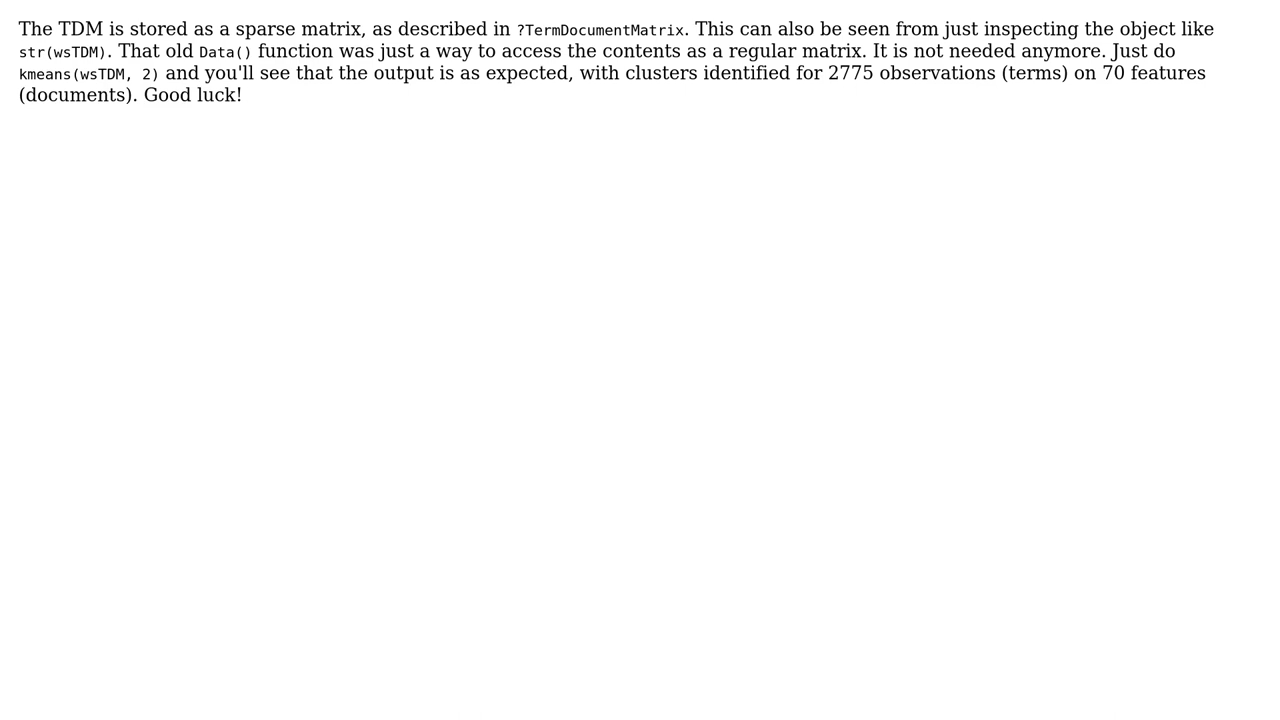 The TDM is stored as a sparse matrix, as described in ?TermDocumentMatrix. This can also be seen from just inspecting the object like
str(wsTDM). That old Data() function was just a way to access the contents as a regular matrix. It is not needed anymore. Just do
kmeans(wsTDM, 2) and you'll see that the output is as expected, with clusters identified for 2775 observations (terms) on 70 features
(documents). Good luck!